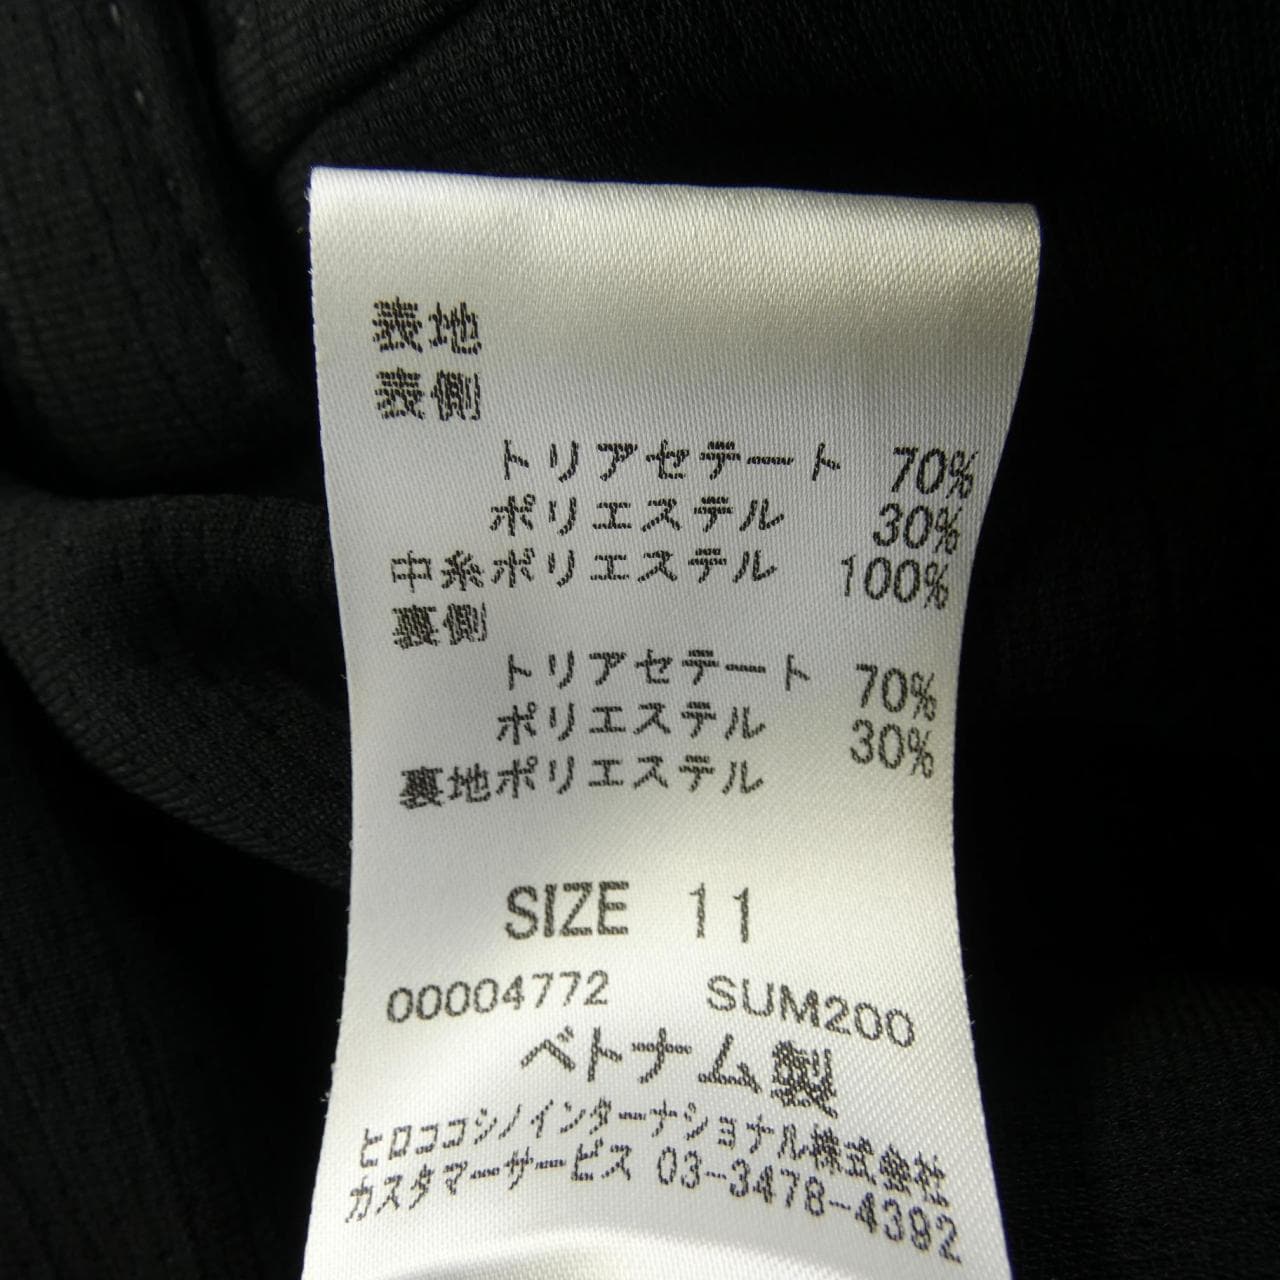 表地
表側
トリアセテート 70%
ポリエステル 30%
中糸ポリエステル 100%
裏側
トリアセテート 70%
ポリエステル 30%
裏地ポリエステル
SIZE 11
00004772 SUM200
ベトナム製
ヒロココシノインターナショナル株式会社
カスタマーサービス 03-3478-4392